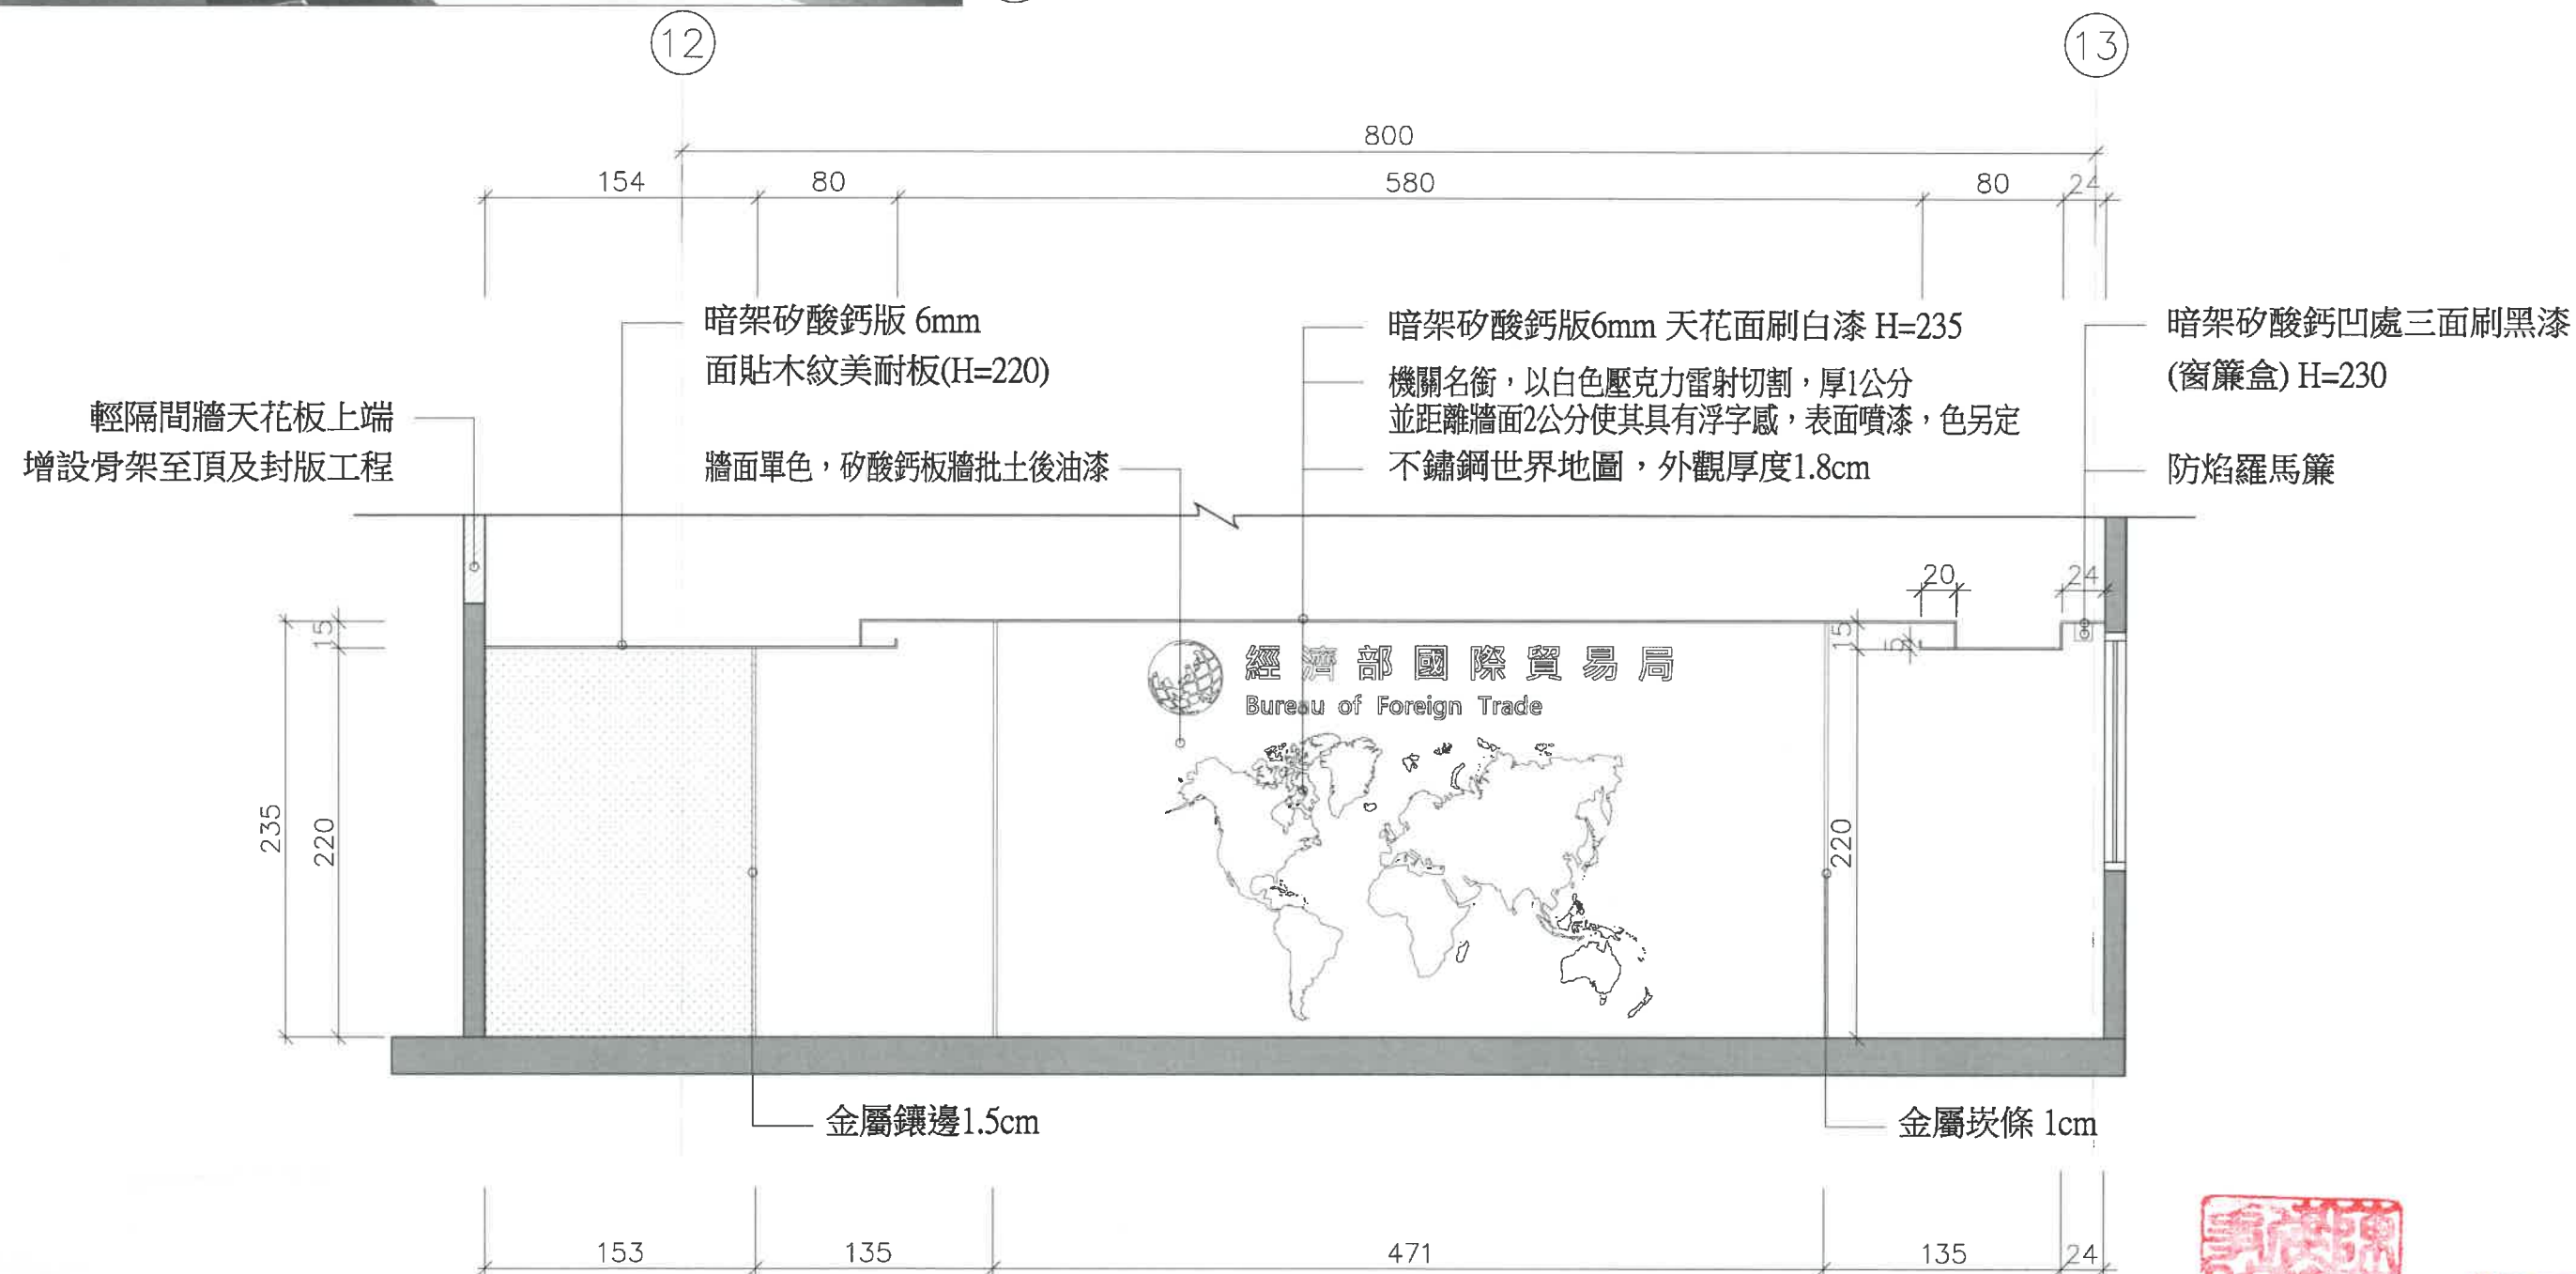 12
13
800
154
80
580
80
24
暗架矽酸鈣版 6mm
面貼木紋美耐板(H=220)
暗架矽酸鈣版6mm 天花面刷白漆 H=235
機關名銜，以白色壓克力雷射切割，厚1公分
並距離牆面2公分使其具有浮字感，表面噴漆，色另定
不鏽鋼世界地圖，外觀厚度1.8cm
暗架矽酸鈣凹處三面刷黑漆
(窗簾盒) H=230
防焰羅馬簾
輕隔間牆天花板上端
增設骨架至頂及封版工程
牆面單色，矽酸鈣板牆批土後油漆
20
24
15
15
5
經濟部國際貿易局
Bureau of Foreign Trade
235
220
220
金屬鑲邊1.5cm
金屬崁條 1cm
153
135
471
135
24